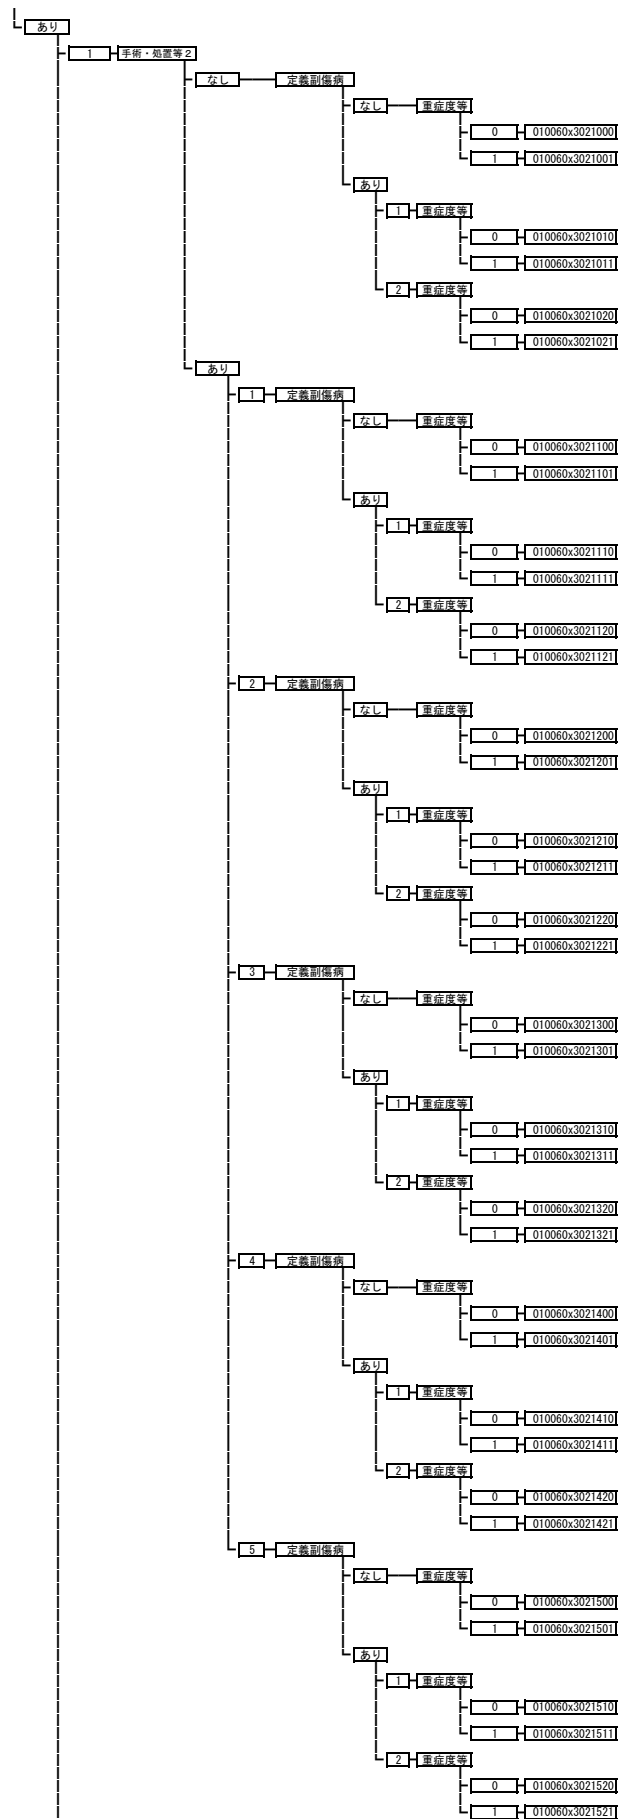 あり
1 手術・処置等２
なし 定義副傷病
なし 重症度等
0 010060x3021000
1 010060x3021001
あり
1 重症度等
0 010060x3021010
1 010060x3021011
2 重症度等
0 010060x3021020
1 010060x3021021
あり
1 定義副傷病
なし 重症度等
0 010060x3021100
1 010060x3021101
あり
1 重症度等
0 010060x3021110
1 010060x3021111
2 重症度等
0 010060x3021120
1 010060x3021121
2 定義副傷病
なし 重症度等
0 010060x3021200
1 010060x3021201
あり
1 重症度等
0 010060x3021210
1 010060x3021211
2 重症度等
0 010060x3021220
1 010060x3021221
3 定義副傷病
なし 重症度等
0 010060x3021300
1 010060x3021301
あり
1 重症度等
0 010060x3021310
1 010060x3021311
2 重症度等
0 010060x3021320
1 010060x3021321
4 定義副傷病
なし 重症度等
0 010060x3021400
1 010060x3021401
あり
1 重症度等
0 010060x3021410
1 010060x3021411
2 重症度等
0 010060x3021420
1 010060x3021421
5 定義副傷病
なし 重症度等
0 010060x3021500
1 010060x3021501
あり
1 重症度等
0 010060x3021510
1 010060x3021511
2 重症度等
0 010060x3021520
1 010060x3021521